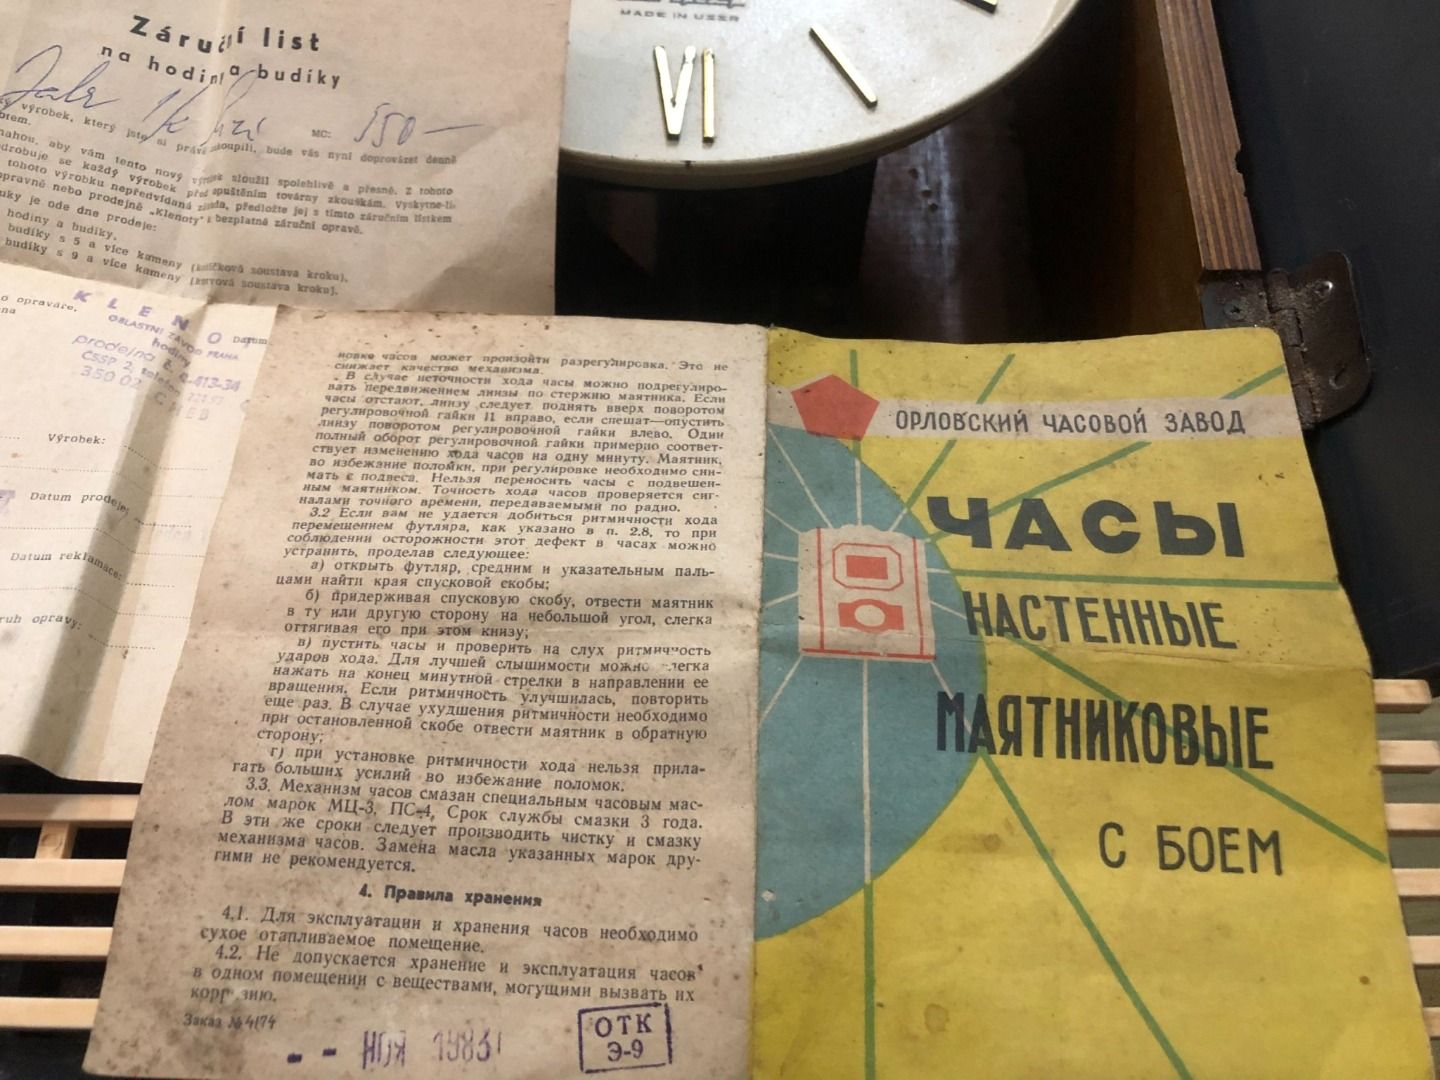 Záruční list
na hodiny a budíky
MC: 550—
výrobek, který jste si právě zakoupili, bude vás nyní doprovázet denně
aby vám tento nový výrobek sloužil spolehlivě a přesně. Z tohoto
se každý výrobek před opuštěním továrny zkouškám. Vyskytne-li
tohoto výrobku nepředvídaná závada, předložte jej s tímto záručním lístkem
opravně nebo prodejně „Klenoty" k bezplatné záruční opravě.
je ode dne prodeje:
hodiny a budíky,
budíky s 5 a více kameny (kolíčková soustava kroku),
budíky s 9 a více kameny (kotvová soustava kroku).
o opraváře,
KLENO
OBLASTNÍ ZÁVOD PRAHA
hodiny
prodejna
350 02
CHEB
Datum
Výrobek:
Datum prodeje
Datum reklamace:
ruh opravy:
MADE IN USSR
VI
новке часов может произойти разрегулировка. Это не
снижает качество механизма.
В случае неточности хода часы можно подрегулиро-
вать передвижением линзы по стержню маятника. Если
часы отстают, линзу следует поднять вверх поворотом
регулировочной гайки 11 вправо, если спешат—опустить
линзу поворотом регулировочной гайки влево. Один
полный оборот регулировочной гайки примерно соответ-
ствует изменению хода часов на одну минуту. Маятник,
во избежание поломки, при регулировке необходимо сни-
мать с подвеса. Нельзя переносить часы с подвешен-
ным маятником. Точность хода часов проверяется сиг-
налами точного времени, передаваемыми по радио.
3.2 Если вам не удается добиться ритмичности хода
перемещением футляра, как указано в п. 2.8, то при
соблюдении осторожности этот дефект в часах можно
устранить, проделав следующее:
а) открыть футляр, средним и указательным паль-
цами найти края спусковой скобы;
б) придерживая спусковую скобу, отвести маятник
в ту или другую сторону на небольшой угол, слегка
оттягивая его при этом книзу;
в) пустить часы и проверить на слух ритмичность
ударов хода. Для лучшей слышимости можно слегка
нажать на конец минутной стрелки в направлении ее
вращения. Если ритмичность улучшилась, повторить
еще раз. В случае ухудшения ритмичности необходимо
при остановленной скобе отвести маятник в обратную
сторону;
г) при установке ритмичности хода нельзя прила-
гать больших усилий во избежание поломок.
3.3. Механизм часов смазан специальным часовым мас-
лом марок МЦ-3, ПС-4, Срок службы смазки 3 года.
В эти же сроки следует производить чистку и смазку
механизма часов. Замена масла указанных марок дру-
гими не рекомендуется.
4. Правила хранения
4.1. Для эксплуатации и хранения часов необходимо
сухое отапливаемое помещение.
4.2. Не допускается хранение и эксплуатация часов
в одном помещении с веществами, могущими вызвать их
коррозию.
Заказ № 4174
-- НОЯ 1983
ОТК
Э-9
ОРЛОВСКИЙ ЧАСОВОЙ ЗАВОД
ЧАСЫ
НАСТЕННЫЕ
МАЯТНИКОВЫЕ
С БОЕМ